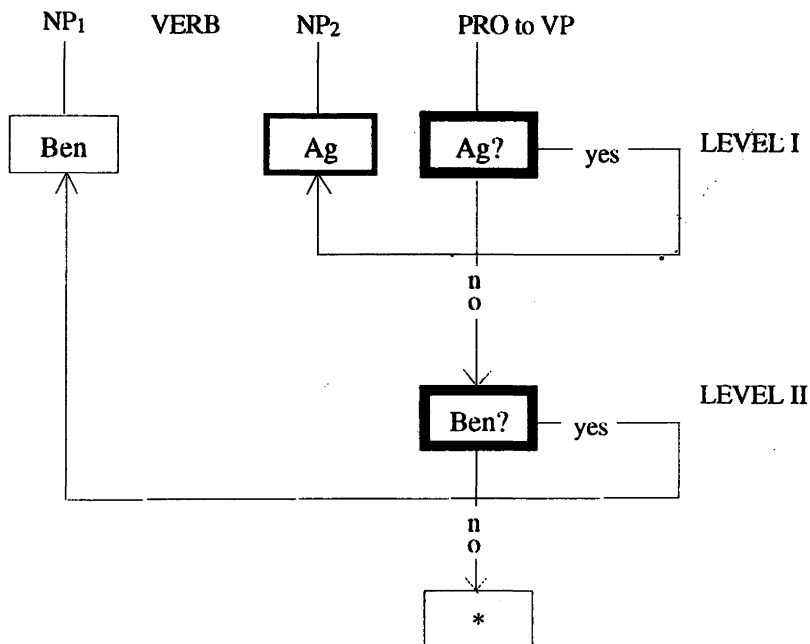 NP₁ VERB NP₂ PRO to VP
Ben Ag Ag? yes LEVEL I
no
LEVEL II
Ben? yes
no
*